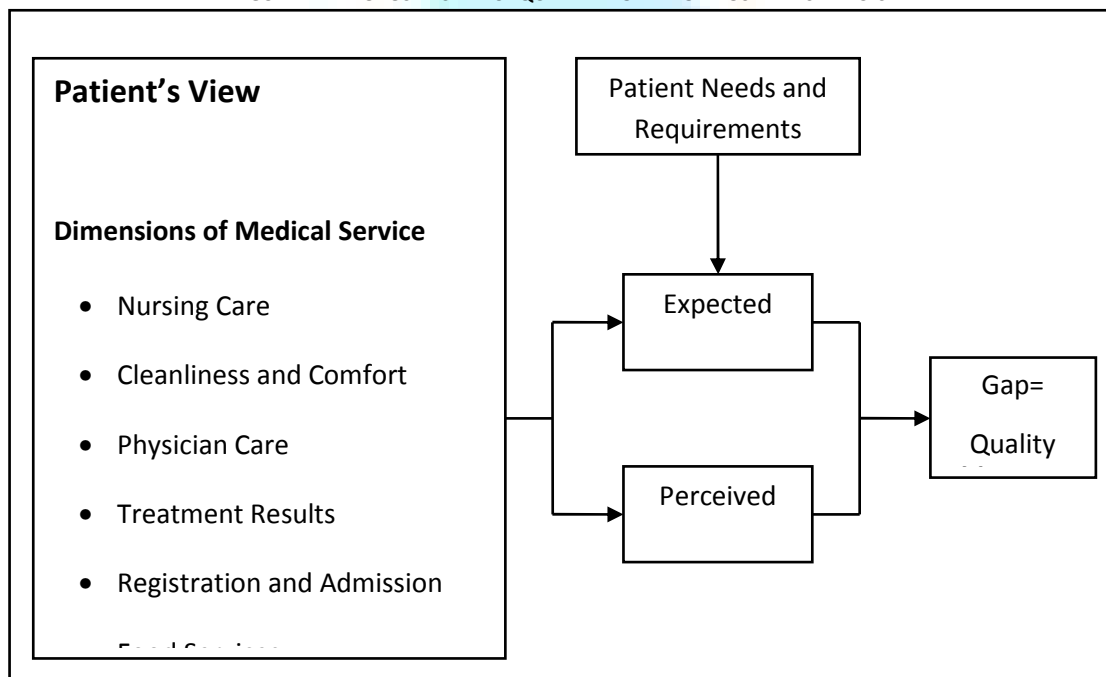 Patient's View
Dimensions of Medical Service
• Nursing Care
• Cleanliness and Comfort
• Physician Care
• Treatment Results
• Registration and Admission
Patient Needs and
Requirements
Expected
Perceived
Gap=
Quality